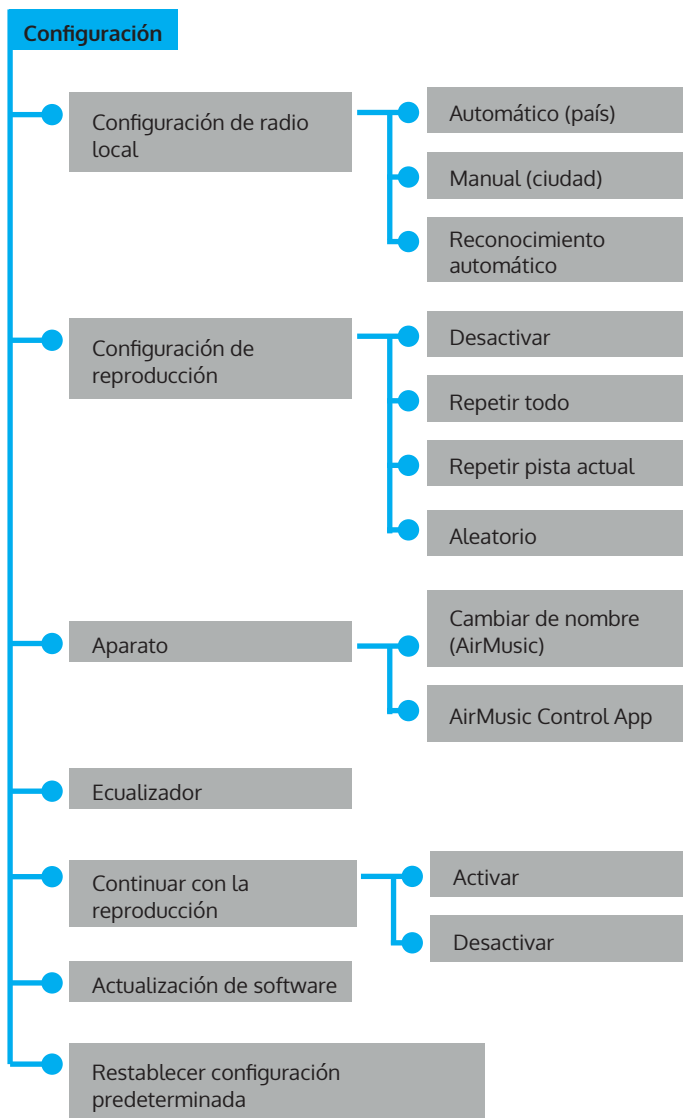 Configuración
Configuración de radio
local
Automático (país)
Manual (ciudad)
Reconocimiento
automático
Configuración de
reproducción
Desactivar
Repetir todo
Repetir pista actual
Aleatorio
Aparato
Cambiar de nombre
(AirMusic)
AirMusic Control App
Ecualizador
Continuar con la
reproducción
Activar
Desactivar
Actualización de software
Restablecer configuración
predeterminada